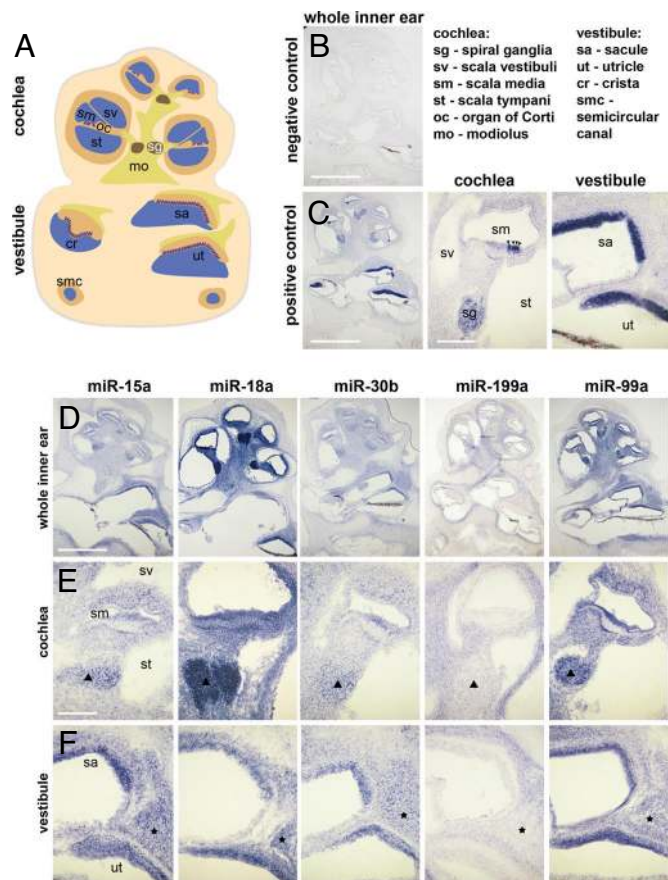 A
cochlea
vestibule
sm
sv
oc
st
sg
mo
sa
cr
ut
smc
whole inner ear
B
negative control
cochlea:
sg - spiral ganglia
sv - scala vestibuli
sm - scala media
st - scala tympani
oc - organ of Corti
mo - modiolus
vestibule:
sa - sacule
ut - utricle
cr - crista
smc -
semicircular
canal
C
positive control
cochlea
sm
sv
st
sg
vestibule
sa
ut
miR-15a miR-18a miR-30b miR-199a miR-99a
D
whole inner ear
E
cochlea
sv
sm
st
F
vestibule
sa
ut